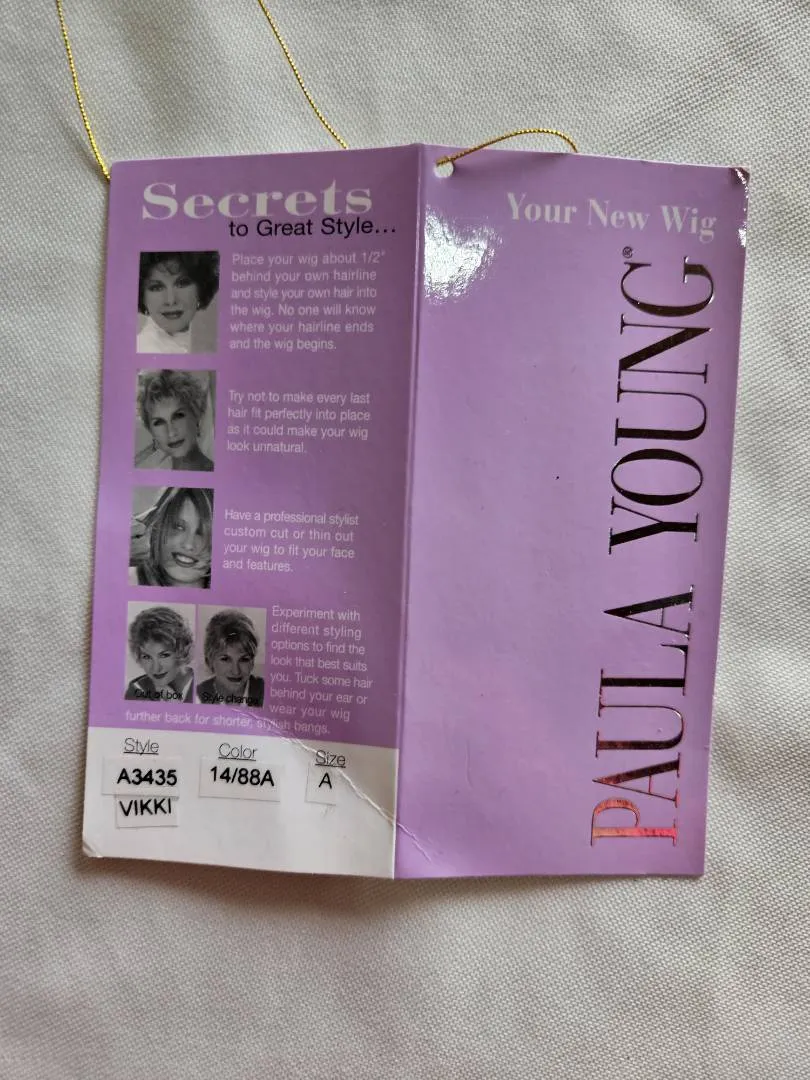 Secrets
to Great Style...
Place your wig about 1/2"
behind your own hairline
and style your own hair into
the wig. No one will know
where your hairline ends
and the wig begins.
Try not to make every last
hair fit perfectly into place
as it could make your wig
look unnatural.
Have a professional stylist
custom cut or thin out
your wig to fit your face
and features.
Experiment with
different styling
options to find the
look that best suits
you. Tuck some hair
behind your ear or
wear your wig
further back for shorter, stylish bangs.
Out of box
Style change
Style
Color
Size
A3435
14/88A
A
VIKKI
Your New Wig
PAULA YOUNG®